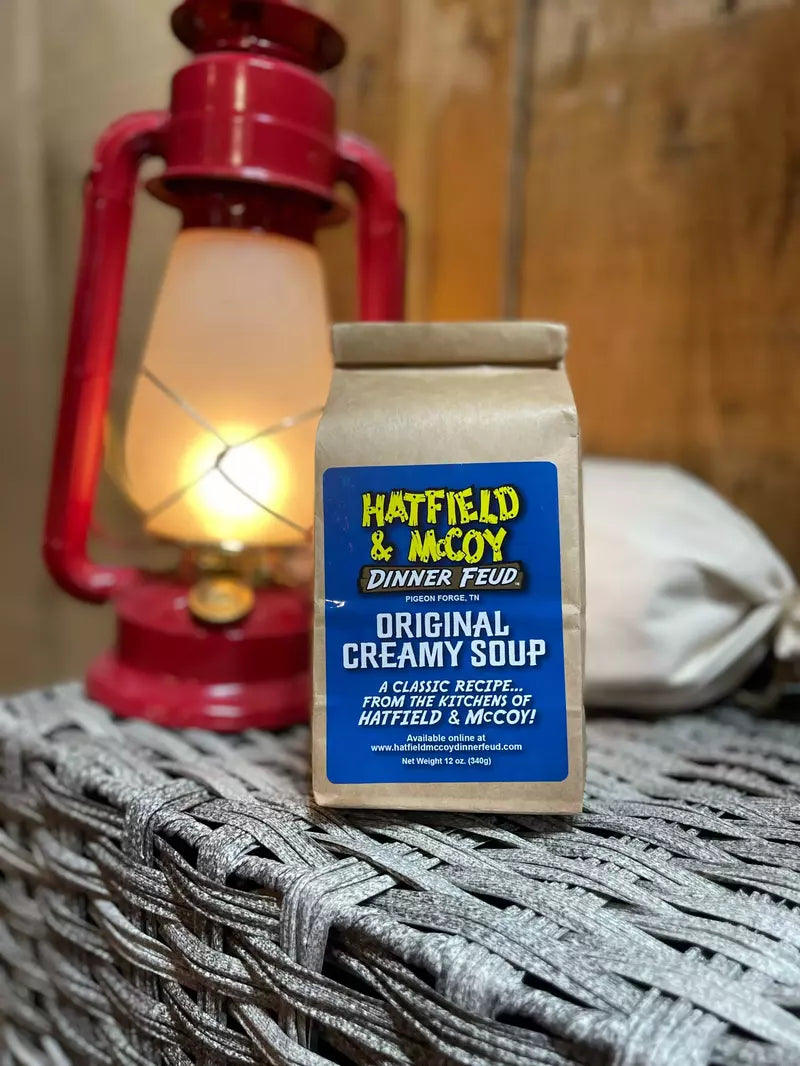 HATFIELD
& McCOY
DINNER FEUD™
PIGEON FORGE, TN
ORIGINAL
CREAMY SOUP
A CLASSIC RECIPE...
FROM THE KITCHENS OF
HATFIELD & McCOY!
Available online at
www.hatfieldmccoydinnerfeud.com
Net Weight 12 oz. (340g)